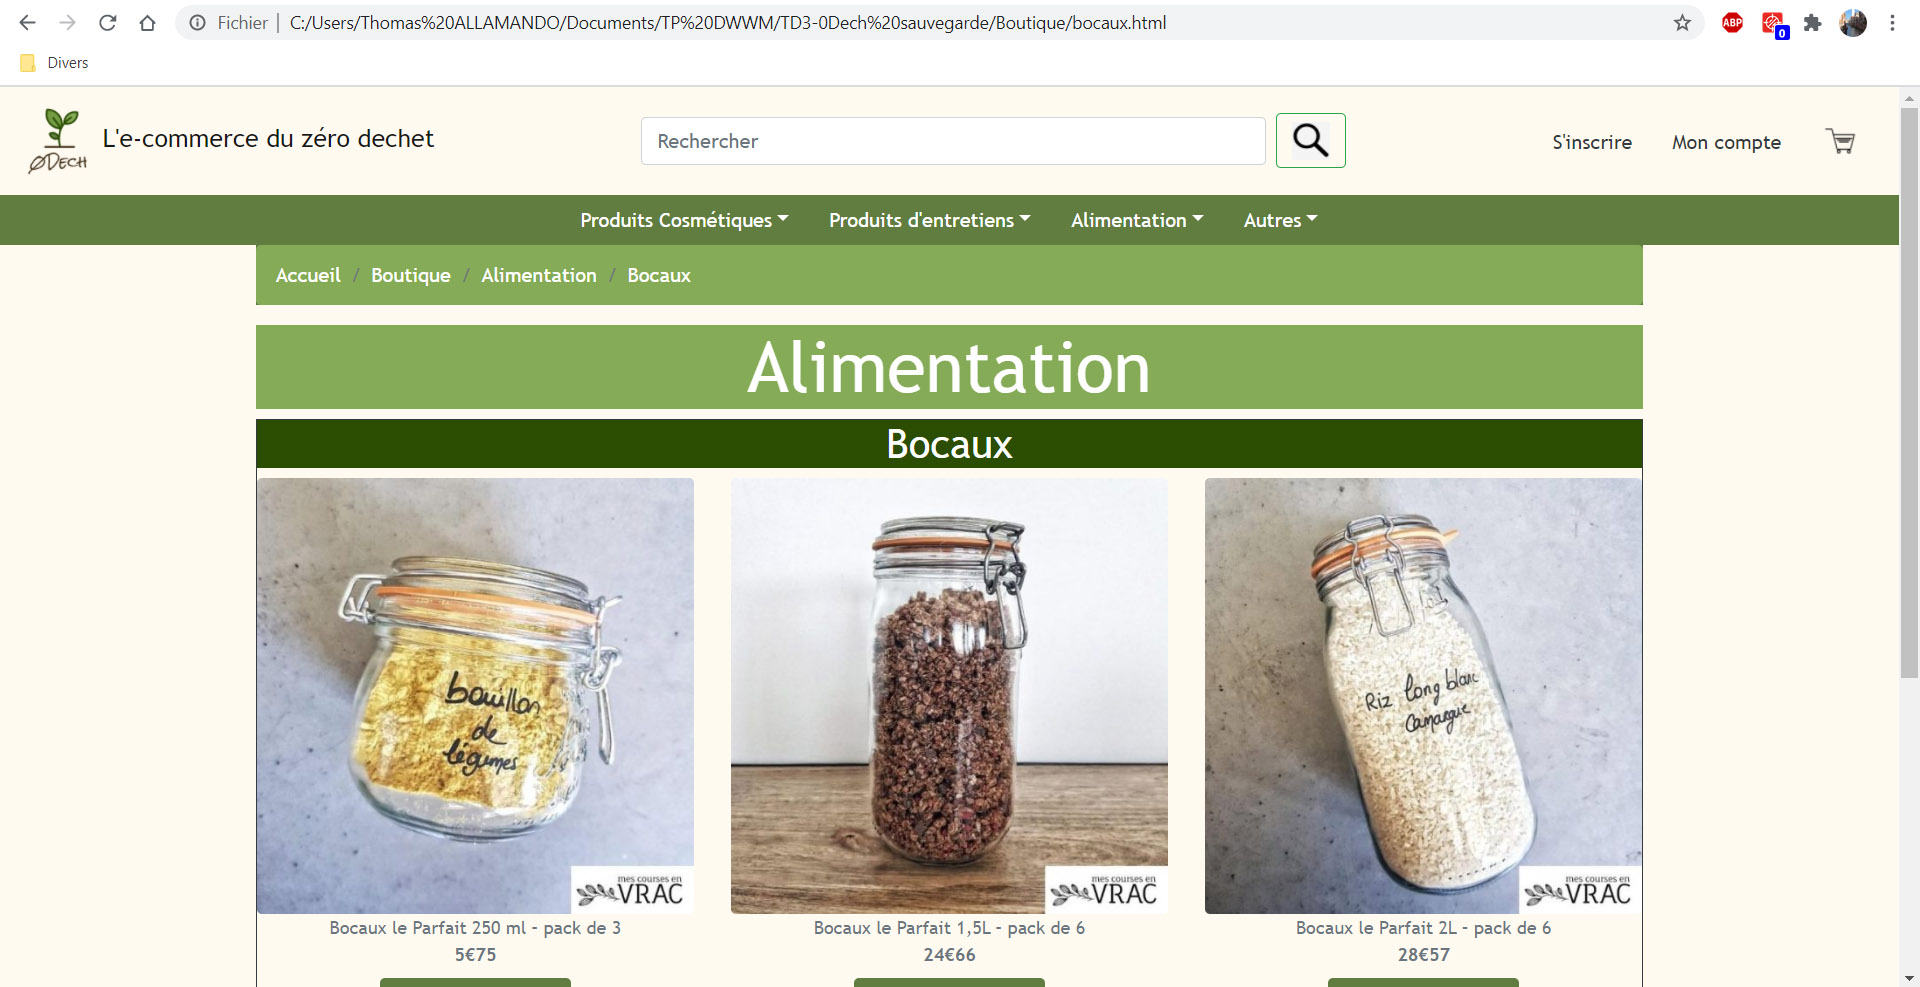 Fichier | C:/Users/Thomas%20ALLAMANDO/Documents/TP%20DWWM/TD3-0Dech%20sauvegarde/Boutique/bocaux.html
ABP
0
Divers
ØDECH
L'e-commerce du zéro dechet
Rechercher
S'inscrire
Mon compte
Produits Cosmétiques
Produits d'entretiens
Alimentation
Autres
Accueil / Boutique / Alimentation / Bocaux
Alimentation
Bocaux
bouillon
de
légumes
mes courses en
VRAC
mes courses en
VRAC
Riz long blanc
Camargue
mes courses en
VRAC
Bocaux le Parfait 250 ml - pack de 3
5€75
Bocaux le Parfait 1,5L - pack de 6
24€66
Bocaux le Parfait 2L - pack de 6
28€57